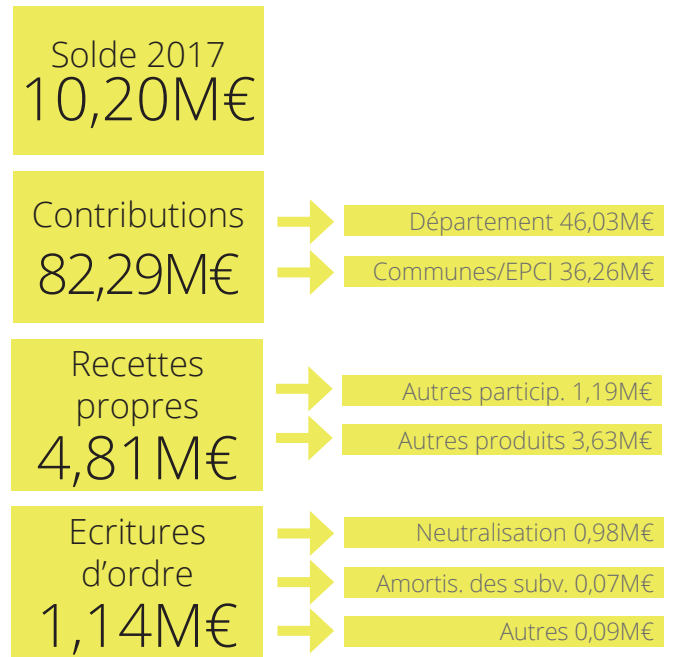 Solde 2017
10,20M€
Contributions
82,29M€
Département 46,03M€
Communes/EPCI 36,26M€
Recettes
propres
4,81M€
Autres particip. 1,19M€
Autres produits 3,63M€
Ecritures
d’ordre
1,14M€
Neutralisation 0,98M€
Amortis. des subv. 0,07M€
Autres 0,09M€